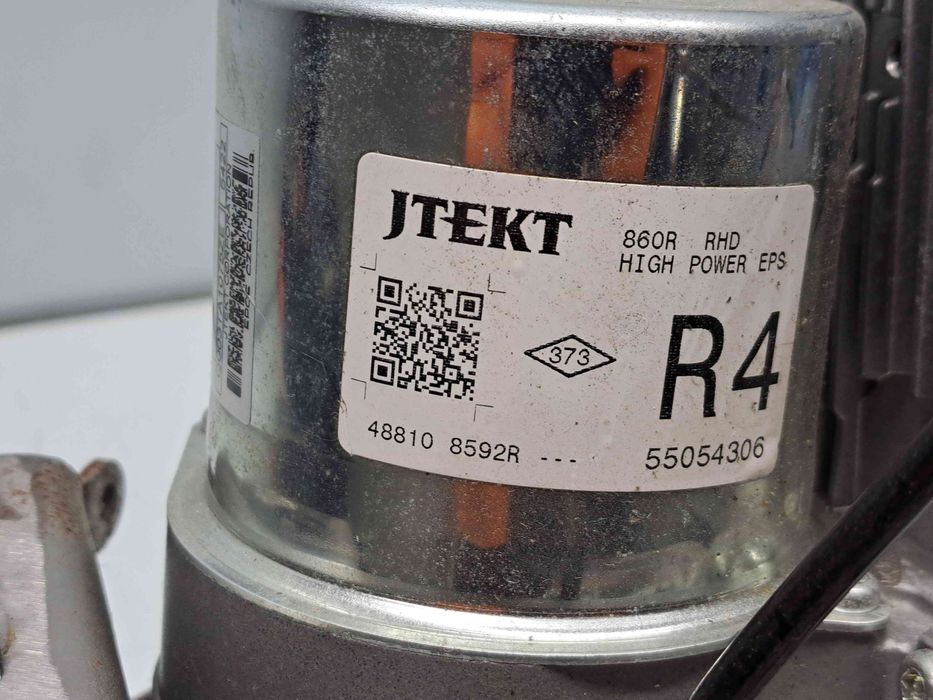 JTEKT
860R RHD
HIGH POWER EPS
373
R4
48810 8592R ---
55054306